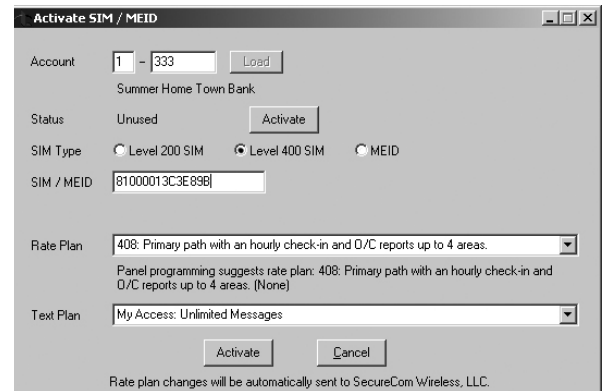 Activate SIM / MEID
Account 1 - 333 Load
Summer Home Town Bank
Status Unused Activate
SIM Type Level 200 SIM Level 400 SIM MEID
SIM / MEID 81000013C3E89B
Rate Plan 408: Primary path with an hourly check-in and O/C reports up to 4 areas.
Panel programming suggests rate plan: 408: Primary path with an hourly check-in and
O/C reports up to 4 areas. (None)
Text Plan My Access: Unlimited Messages
Activate Cancel
Rate plan changes will be automatically sent to SecureCom Wireless, LLC.